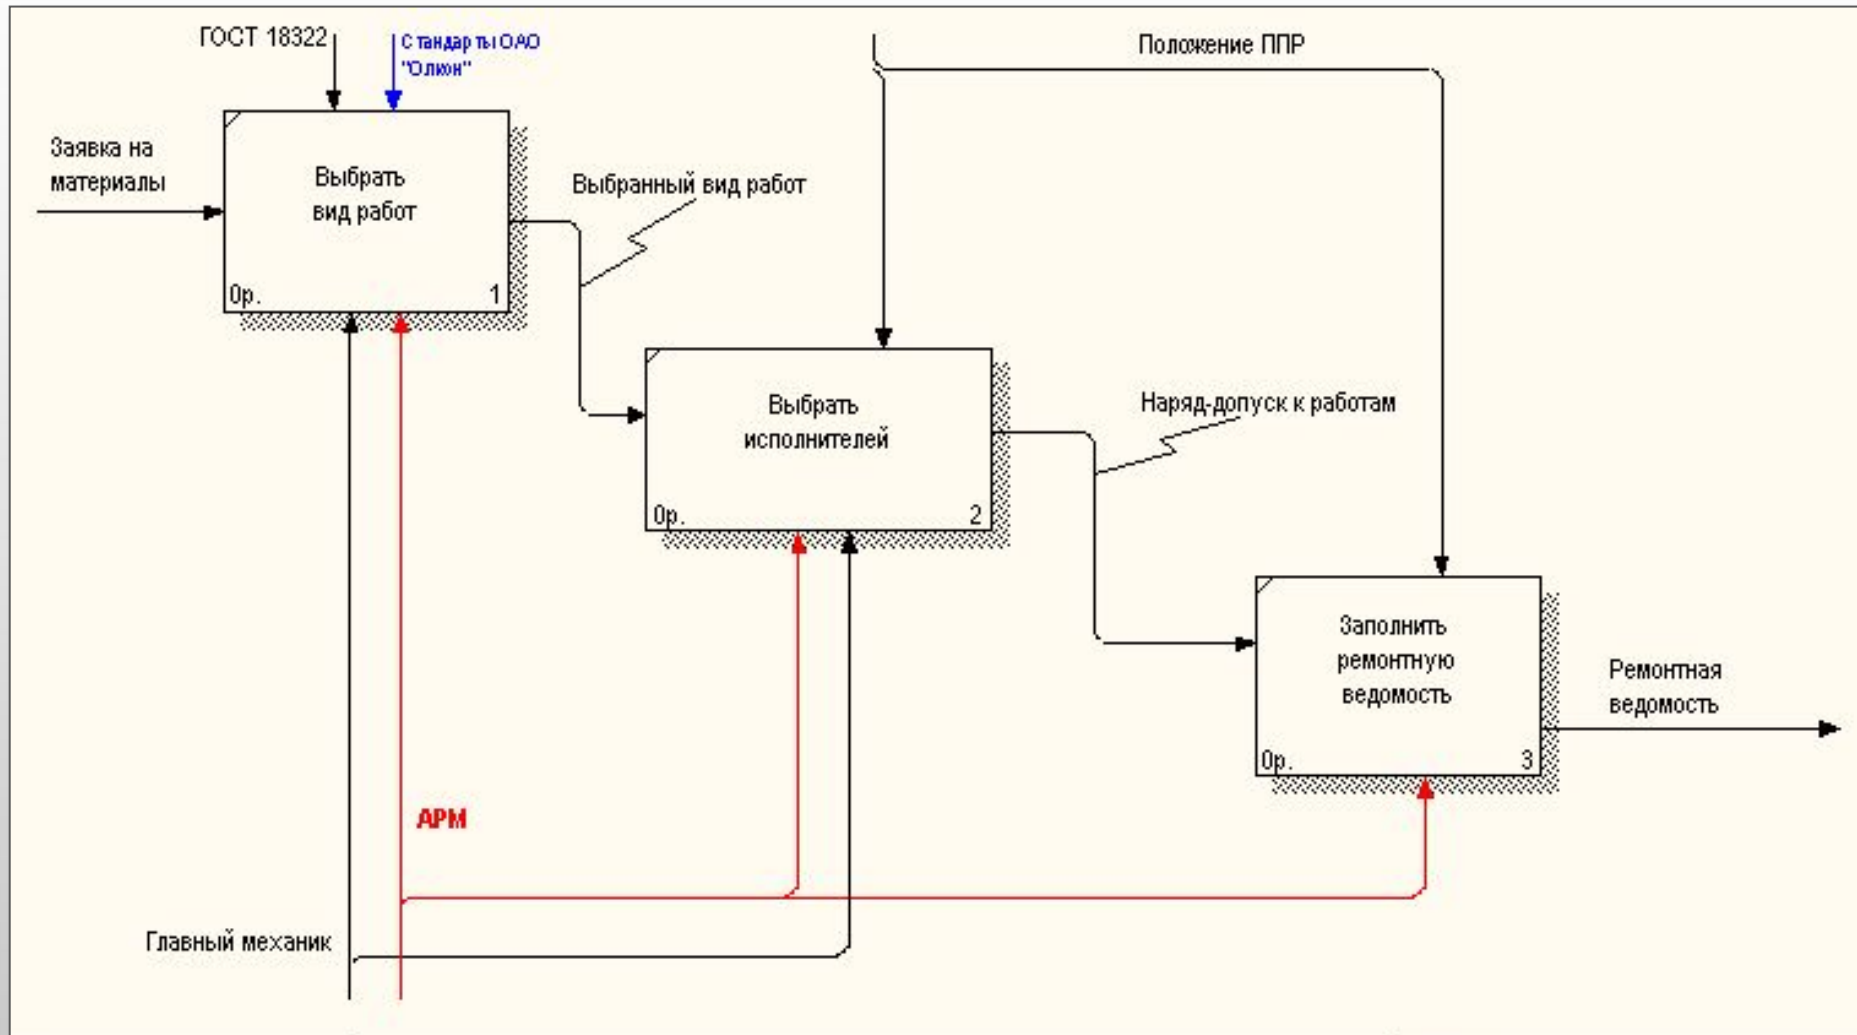 ГОСТ 18322
Стандарты ОАО
"Олкон"
Положение ППР
Заявка на
материалы
Выбрать
вид работ
0р.
1
Выбранный вид работ
Выбрать
исполнителей
0р.
2
Наряд-допуск к работам
Заполнить
ремонтную
ведомость
0р.
3
Ремонтная
ведомость
АРМ
Главный механик